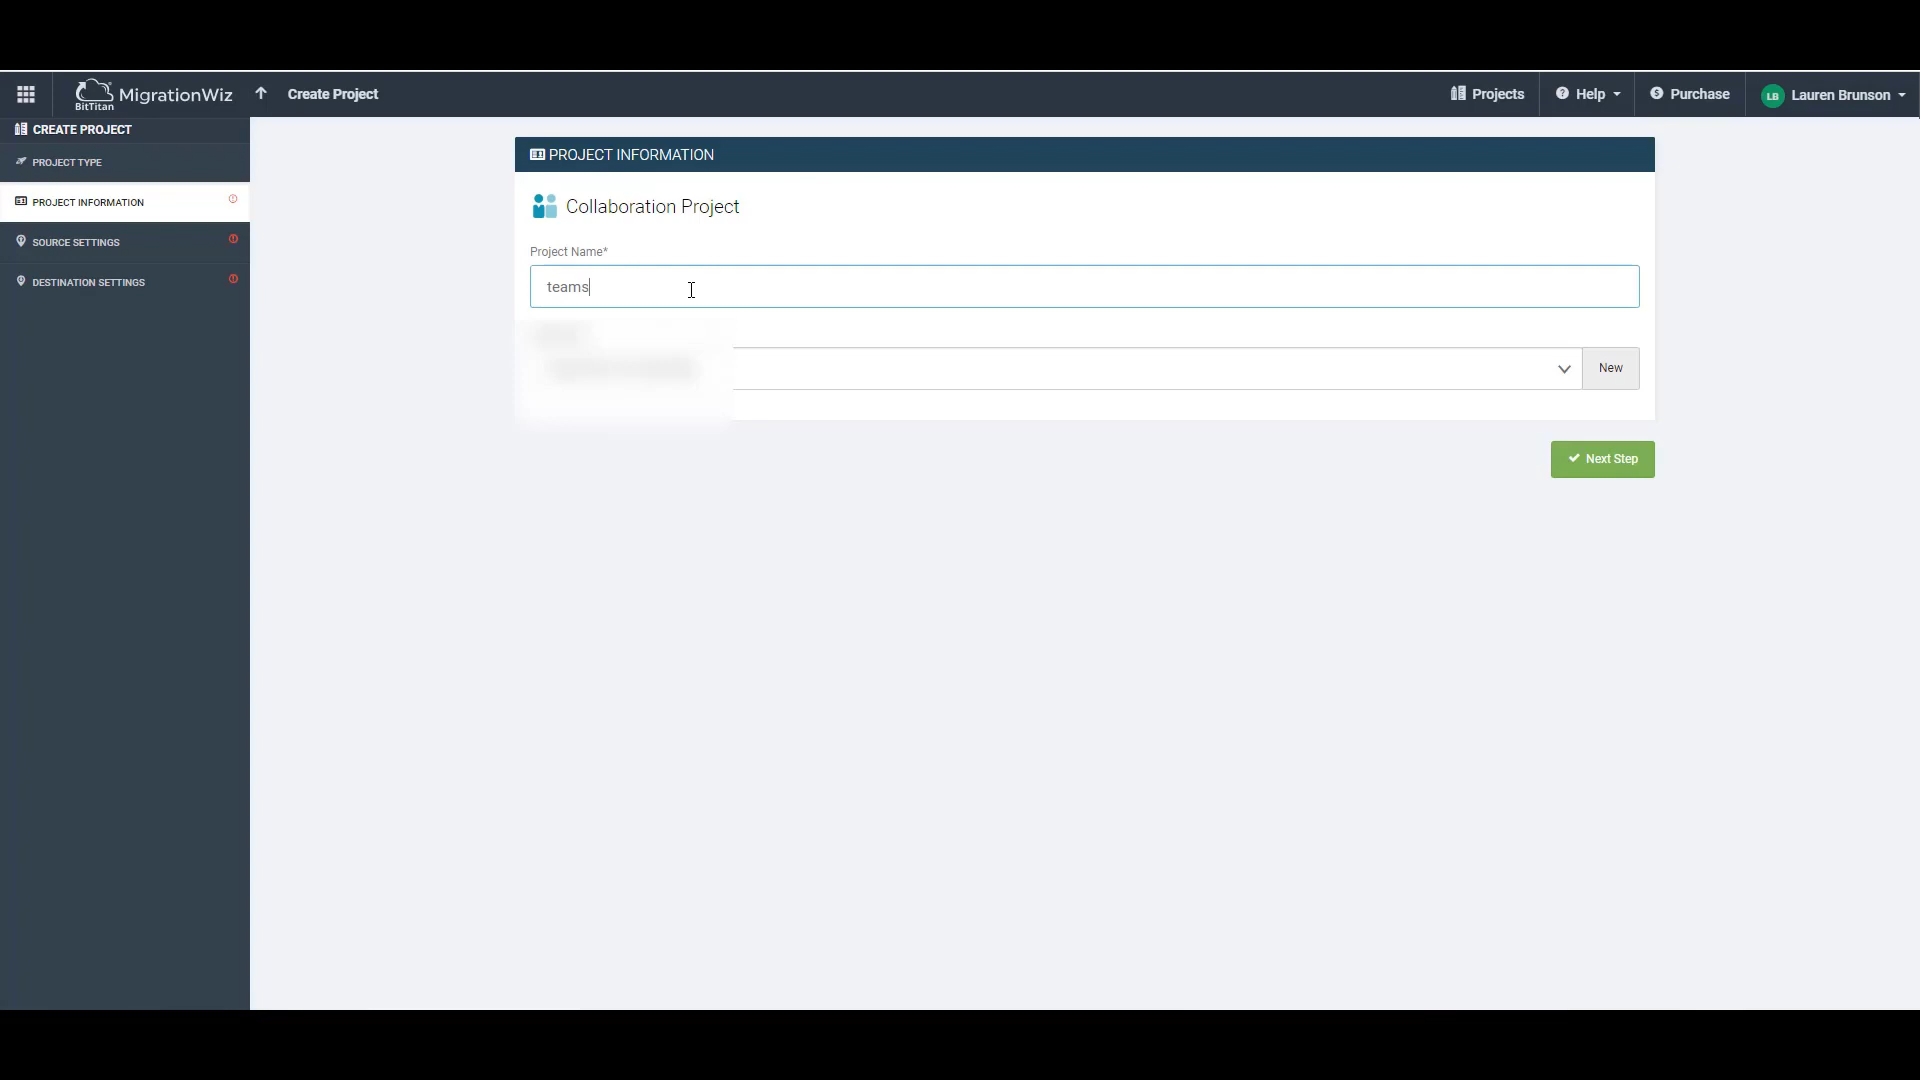 BitTitan MigrationWiz Create Project Projects Help Purchase LB Lauren Brunson
CREATE PROJECT
PROJECT TYPE
PROJECT INFORMATION
SOURCE SETTINGS
DESTINATION SETTINGS
PROJECT INFORMATION
Collaboration Project
Project Name*
teams
New
Next Step